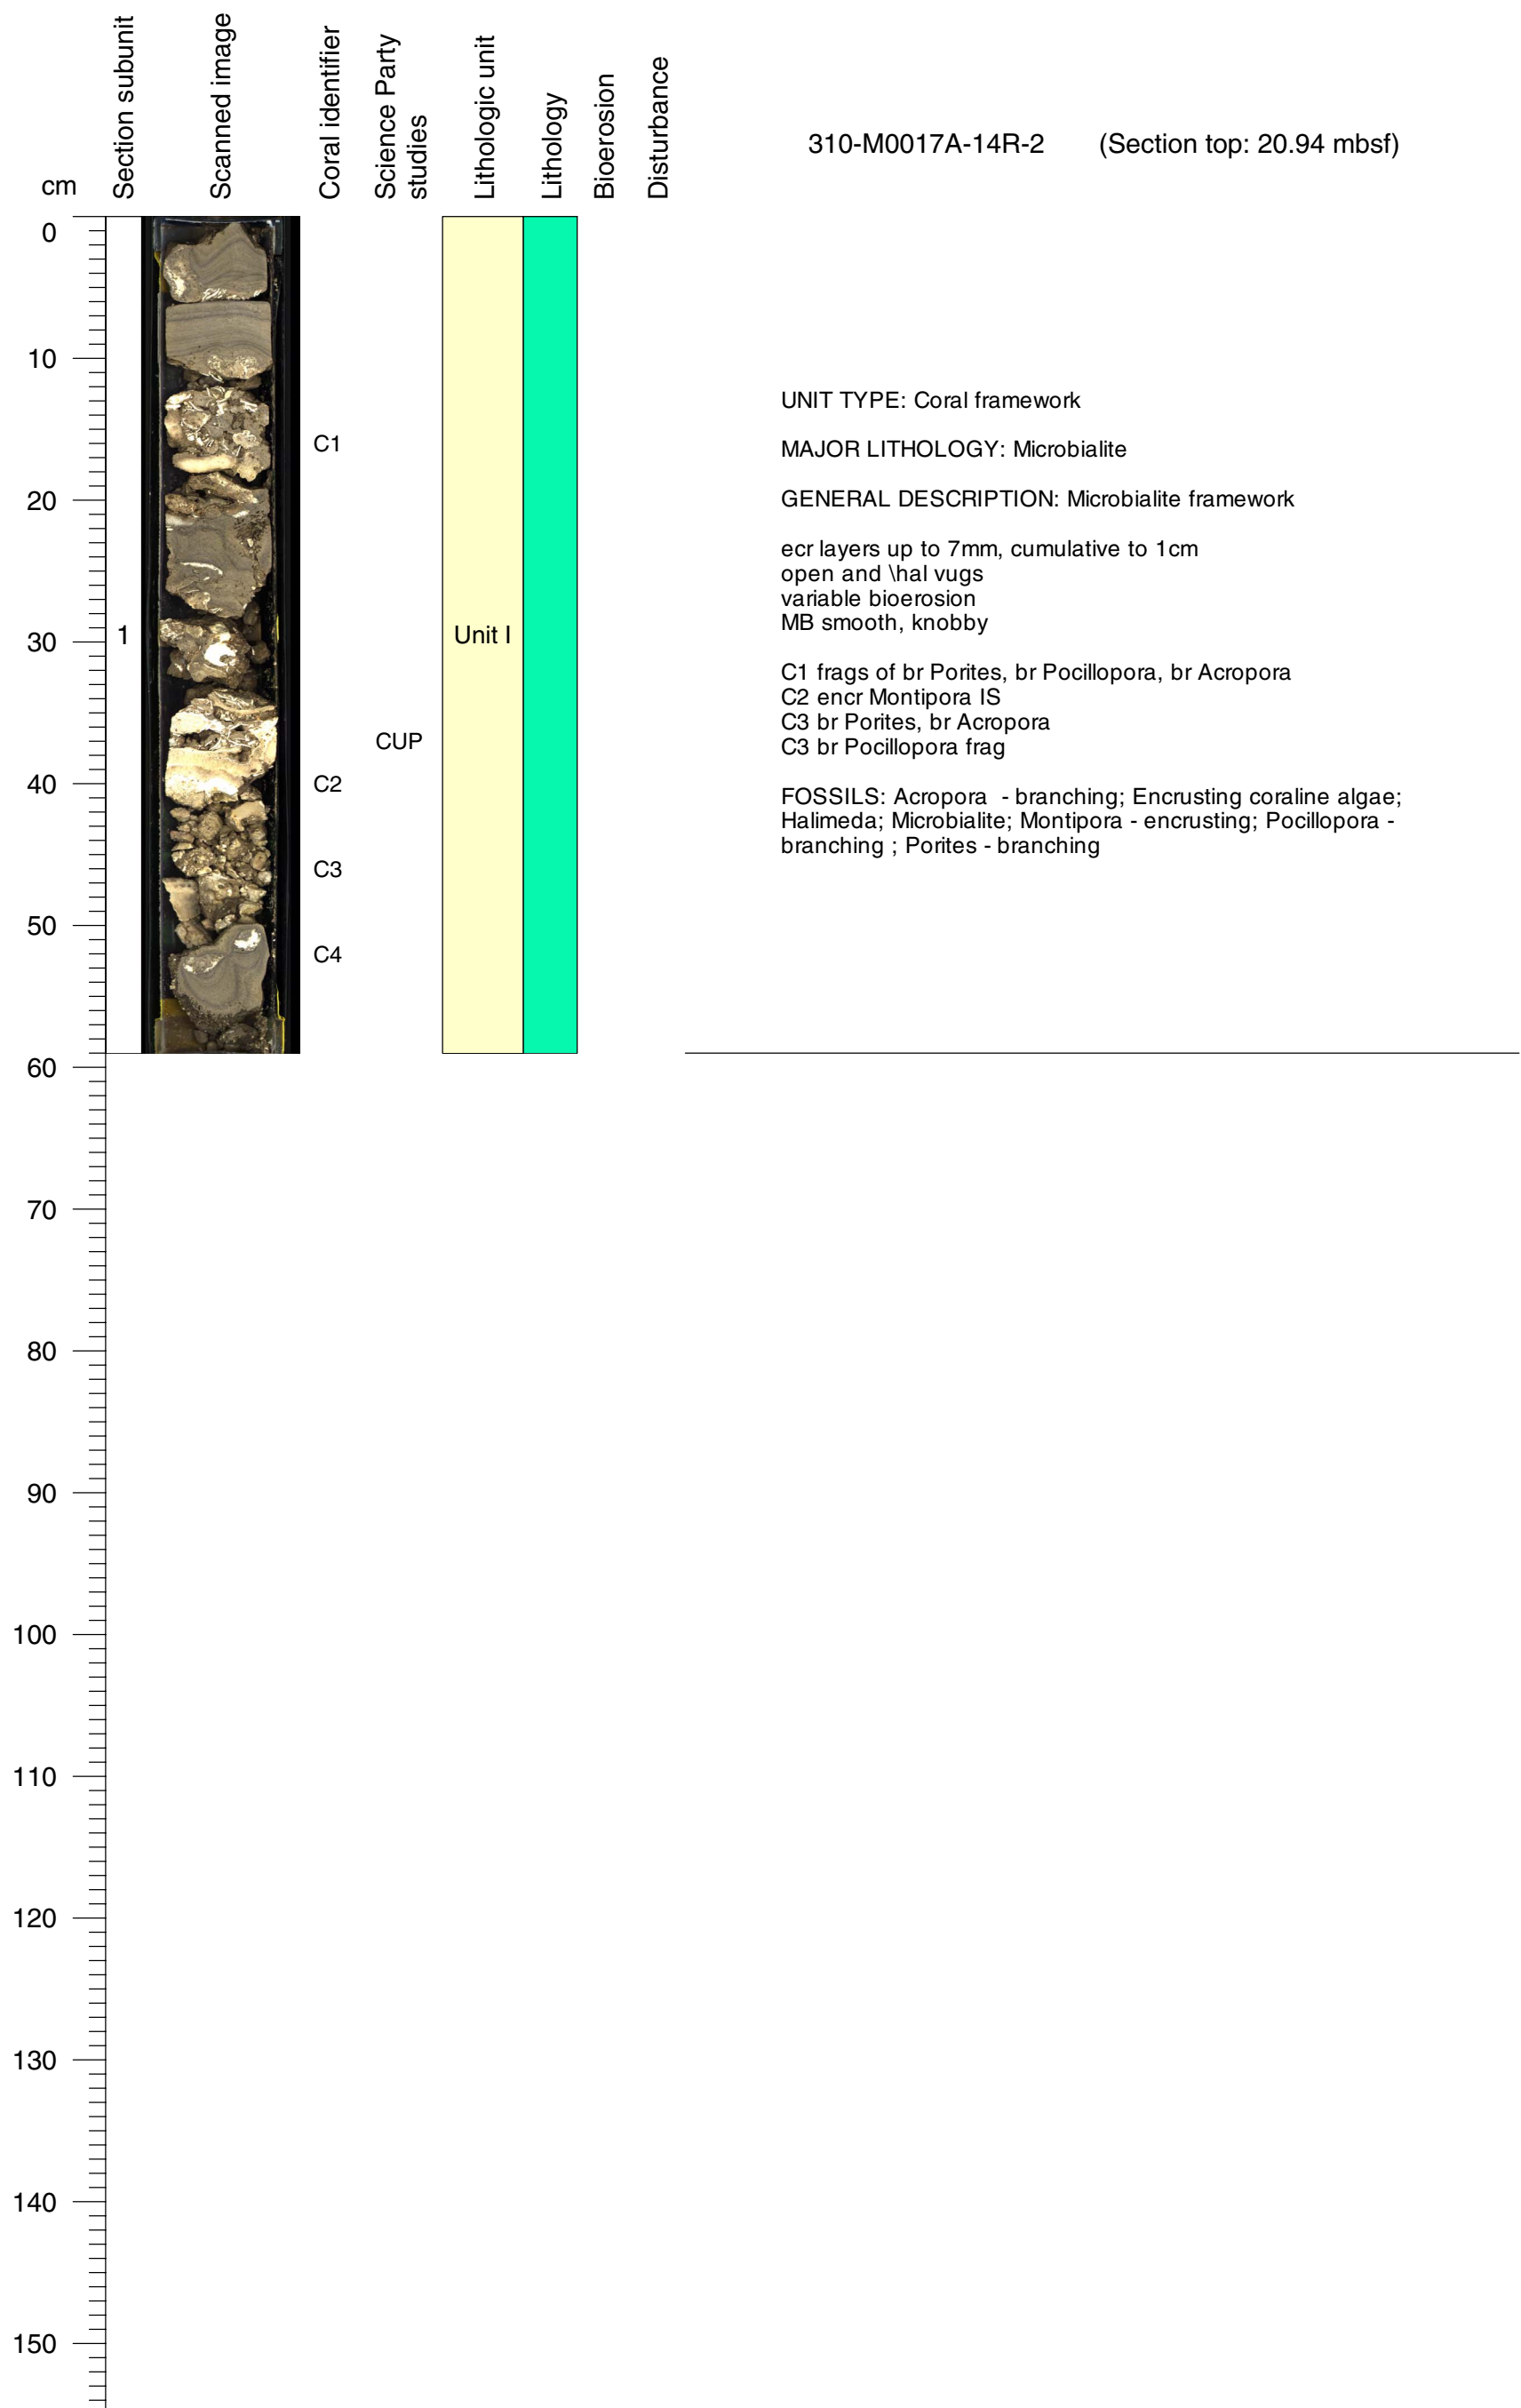 Section subunit
Scanned image
Coral identifier
Science Party
studies
Lithologic unit
Lithology
Bioerosion
Disturbance
310-M0017A-14R-2 (Section top: 20.94 mbsf)
cm
0
10
UNIT TYPE: Coral framework
C1
MAJOR LITHOLOGY: Microbialite
20
GENERAL DESCRIPTION: Microbialite framework
ecr layers up to 7mm, cumulative to 1cm
open and \hal vugs
variable bioerosion
MB smooth, knobby
30
1
Unit I
C1 frags of br Porites, br Pocillopora, br Acropora
C2 encr Montipora IS
C3 br Porites, br Acropora
C3 br Pocillopora frag
CUP
40
C2
FOSSILS: Acropora - branching; Encrusting coraline algae;
Halimeda; Microbialite; Montipora - encrusting; Pocillopora -
branching ; Porites - branching
C3
50
C4
60
70
80
90
100
110
120
130
140
150